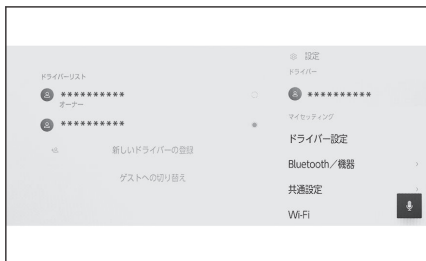 ドライバーリスト
**********
オーナー
**********
新しいドライバーの登録
ゲストへの切り替え
設定
ドライバー
**********
マイセッティング
ドライバー設定
Bluetooth／機器
共通設定
Wi-Fi